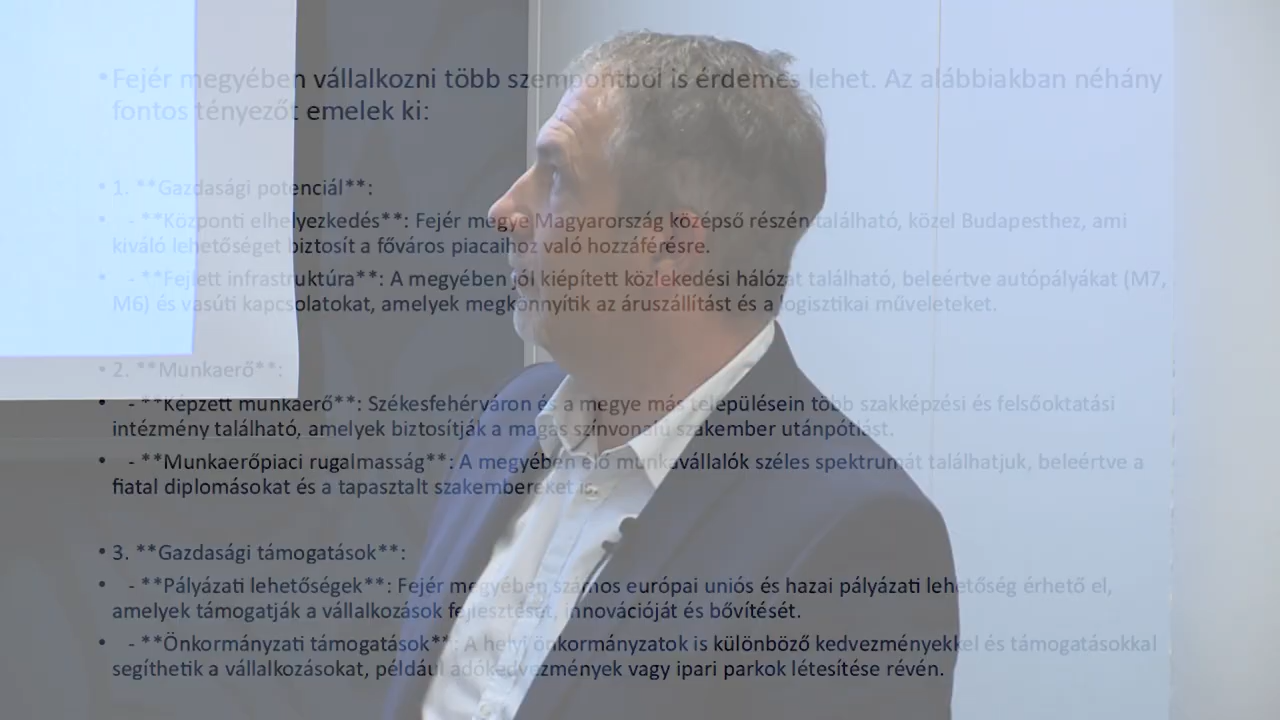 • Fejér megyében vállalkozni több szempontból is érdemes lehet. Az alábbiakban néhány
fontos tényezőt emelek ki:
• 1. **Gazdasági potenciál**:
• - **Központi elhelyezkedés**: Fejér megye Magyarország középső részén található, közel Budapesthez, ami
kiváló lehetőséget biztosít a főváros piacaihoz való hozzáférésre.
• - **Fejlett infrastruktúra**: A megyében jól kiépített közlekedési hálózat található, beleértve autópályákat (M7,
M6) és vasúti kapcsolatokat, amelyek megkönnyítik az áruszállítást és a logisztikai műveleteket.
• 2. **Munkaerő**:
• - **Képzett munkaerő**: Székesfehérváron és a megye más településein több szakképzési és felsőoktatási
intézmény található, amelyek biztosítják a magas színvonalú szakember utánpótlást.
• - **Munkaerőpiaci rugalmasság**: A megyében élő munkavállalók széles spektrumát találhatjuk, beleértve a
fiatal diplomásokat és a tapasztalt szakembereket is.
• 3. **Gazdasági támogatások**:
• - **Pályázati lehetőségek**: Fejér megyében számos európai uniós és hazai pályázati lehetőség érhető el,
amelyek támogatják a vállalkozások fejlesztését, innovációját és bővítését.
• - **Önkormányzati támogatások**: A helyi önkormányzatok is különböző kedvezményekkel és támogatásokkal
segíthetik a vállalkozásokat, például adókedvezmények vagy ipari parkok létesítése révén.